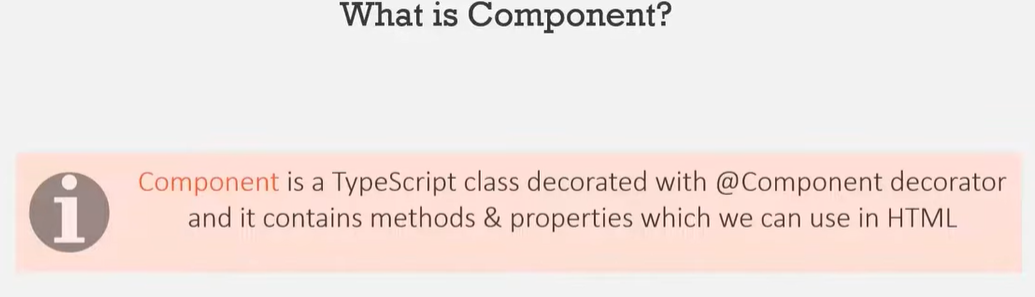 What is Component?
Component is a TypeScript class decorated with @Component decorator
and it contains methods & properties which we can use in HTML